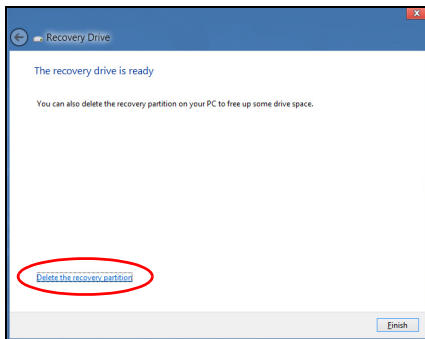 Recovery Drive
The recovery drive is ready
You can also delete the recovery partition on your PC to free up some drive space.
Delete the recovery partition
Finish